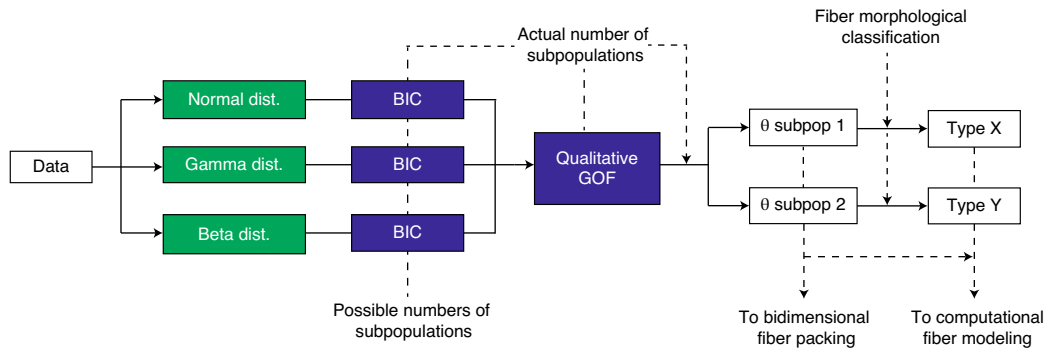 Actual number of
subpopulations
Fiber morphological
classification
Data
Normal dist.
BIC
Gamma dist.
BIC
Beta dist.
BIC
Qualitative
GOF
θ subpop 1
Type X
θ subpop 2
Type Y
Possible numbers of
subpopulations
To bidimensional
fiber packing
To computational
fiber modeling